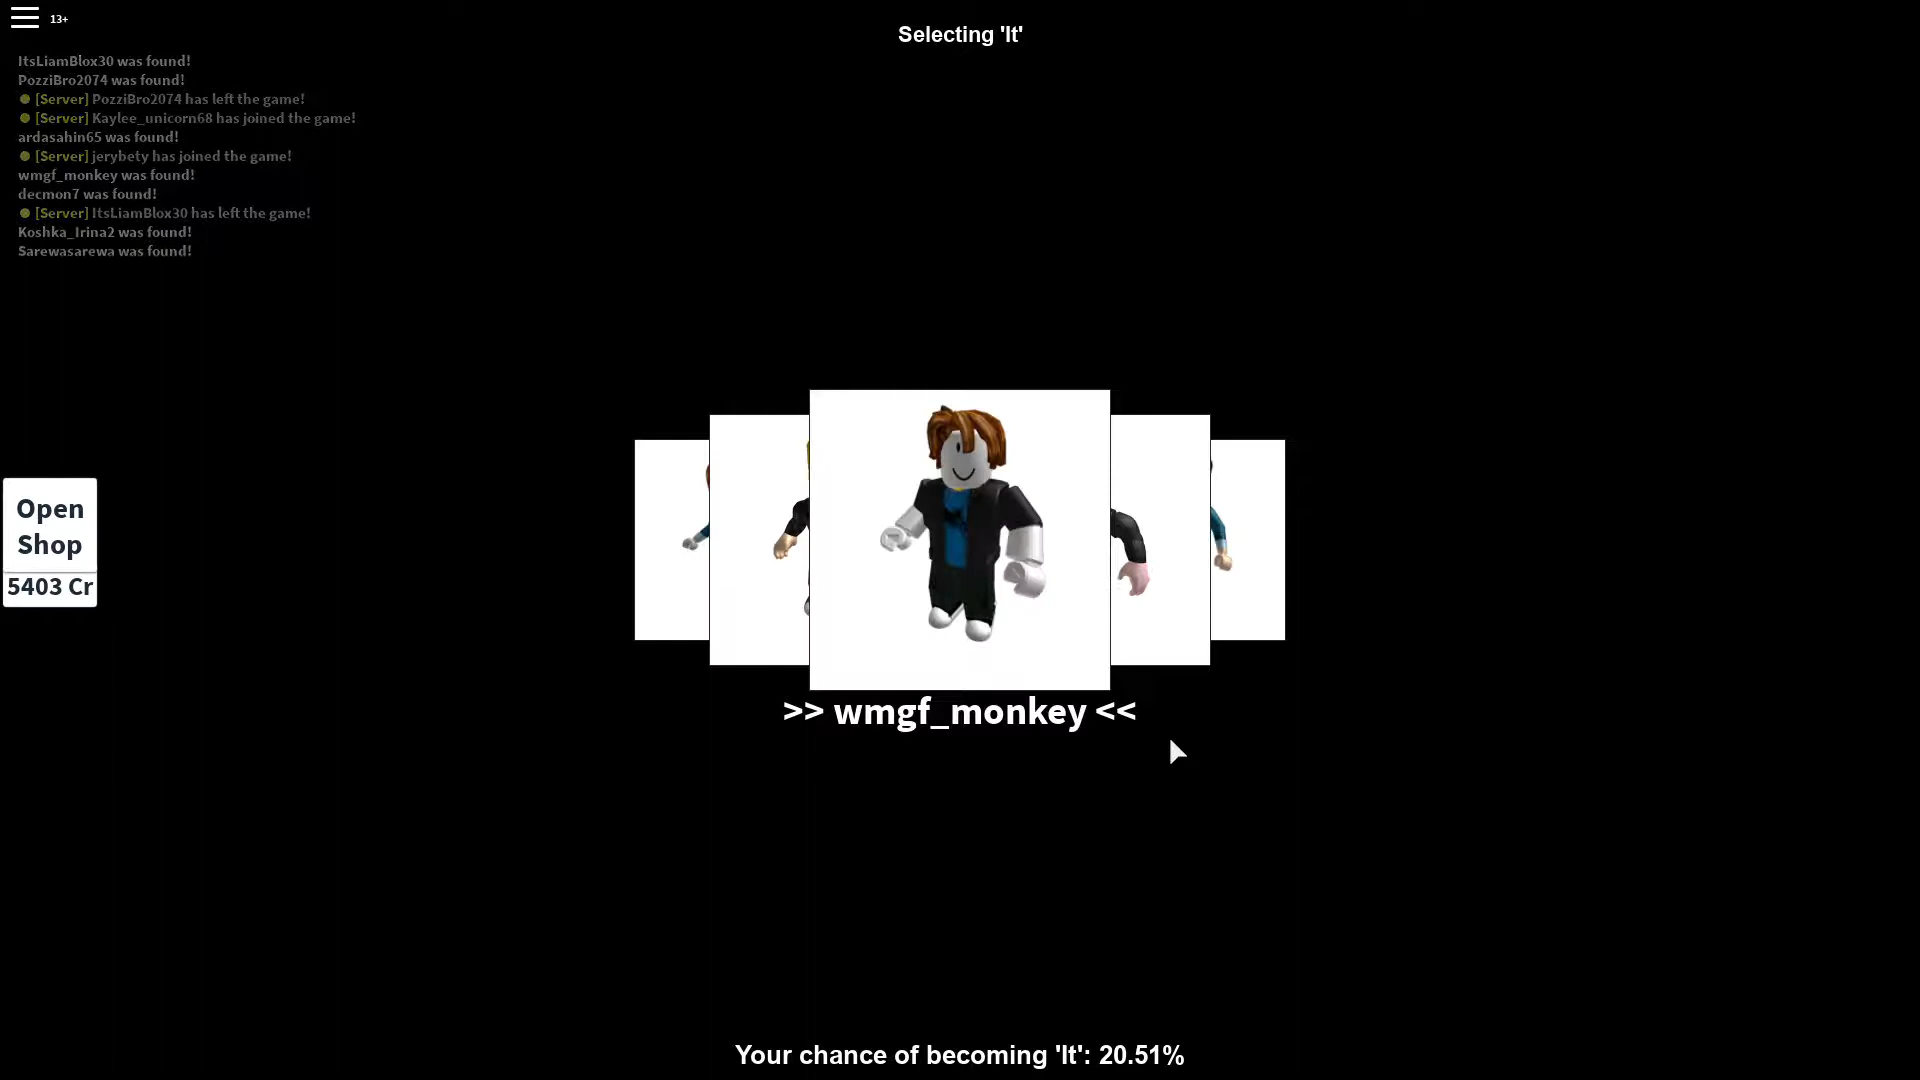 13+
Selecting 'It'
ItsLiamBlox30 was found!
PozziBro2074 was found!
[Server] PozziBro2074 has left the game!
[Server] Kaylee_unicorn68 has joined the game!
ardasahin65 was found!
[Server] jerybety has joined the game!
wmgf_monkey was found!
decmon7 was found!
[Server] ItsLiamBlox30 has left the game!
Koshka_Irina2 was found!
Sarewasarewa was found!
Open
Shop
5403 Cr
>> wmgf_monkey <<
Your chance of becoming 'It': 20.51%